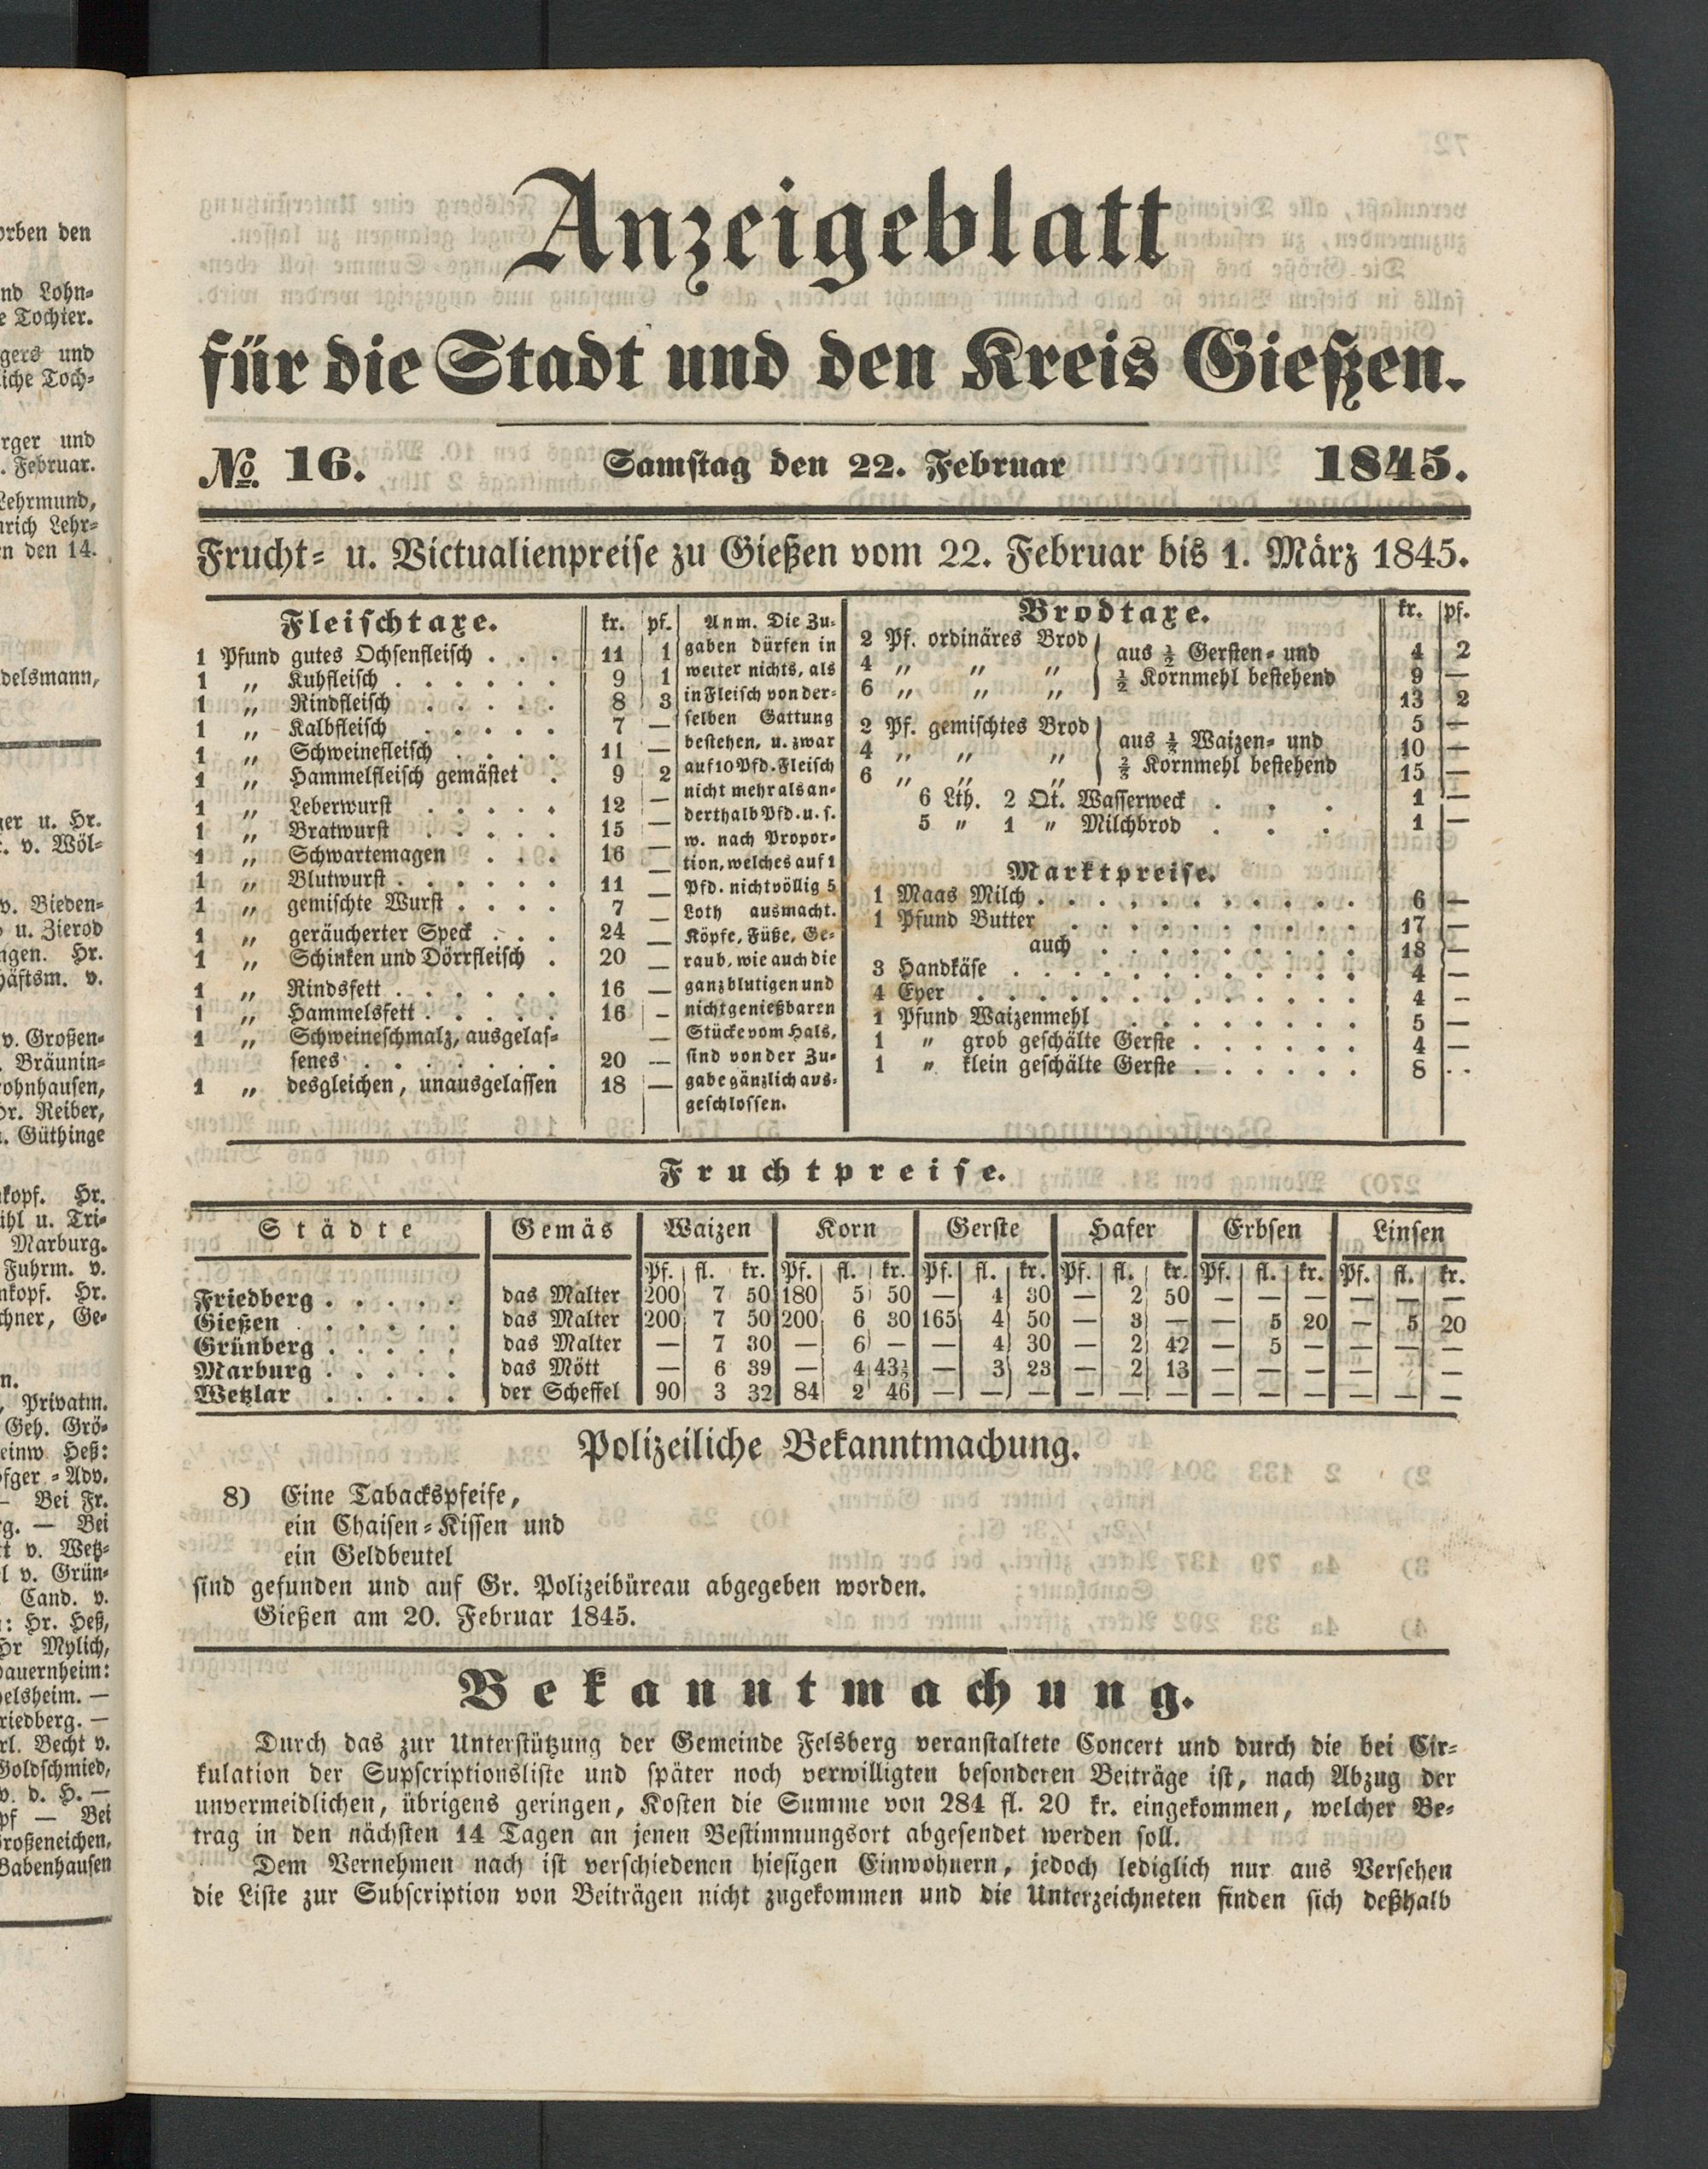 Anzeigeblatt
für die Stadt und den Kreis Gießen.
No. 16. Samstag den 22. Februar 1845.
Frucht- u. Victualienpreise zu Gießen vom 22. Februar bis 1. März 1845.
Fleischtaxe. kr. pf.
1 Pfund gutes Ochsenfleisch . . . 11 1
1 „ Kuhfleisch . . . . . . 9 1
1 „ Rindfleisch . . . . . 8 3
1 „ Kalbfleisch . . . . . 7 —
1 „ Schweinefleisch . . . . 11 —
1 „ Hammelfleisch gemästet . 9 2
1 „ Leberwurst . . . . . 12 —
1 „ Bratwurst . . . . . 15 —
1 „ Schwartemagen . . . 16 —
1 „ Blutwurst . . . . . . 11 —
1 „ gemischte Wurst . . . . 7 —
1 „ geräucherter Speck . . . 24 —
1 „ Schinken und Dörrfleisch . 20 —
1 „ Rindsfett . . . . . . 16 —
1 „ Hammelsfett . . . . . 16 —
1 „ Schweineschmalz, ausgelas- —
senes . . . . . . . 20 —
1 „ desgleichen, unausgelassen 18 —
Anm. Die Zu-
gaben dürfen in
weiter nichts, als
in Fleisch von der-
selben Gattung
bestehen, u. zwar
auf 10 Pfd. Fleisch
nicht mehr als an-
derthalb Pfd. u. s.
w. nach Propor-
tion, welches auf 1
Pfd. nicht völlig 5
Loth ausmacht.
Köpfe, Füße, Ge-
raub, wie auch die
ganz blutigen und
nicht genießbaren
Stücke vom Hals,
sind von der Zu-
gabe gänzlich aus-
geschlossen.
Brodtaxe. kr. pf.
2 Pf. ordinäres Brod aus ½ Gersten- und 4 2
4 „ „ „ ½ Kornmehl bestehend 9 —
6 „ „ „ 13 2
2 Pf. gemischtes Brod aus ⅓ Waizen- und 5 —
4 „ „ „ ⅔ Kornmehl bestehend 10 —
6 „ „ „ 15 —
6 Lth. 2 Qt. Wasserweck . . . 1 —
5 „ 1 „ Milchbrod . . . 1 —
Marktpreise.
1 Maas Milch . . . . . . . . . . . 6 —
1 Pfund Butter . . . . . . . . . 17 —
auch . . . . . . . . . 18 —
3 Handkäse . . . . . . . . . . . 4 —
4 Eyer . . . . . . . . . . . . 4 —
1 Pfund Waizenmehl . . . . . . . . 5 —
1 „ grob geschälte Gerste . . . . . . 4 —
1 „ klein geschälte Gerste . . . . . . 8 . .
Fruchtpreise.
Städte Gemäs Waizen Korn Gerste Hafer Erbsen Linsen
Pf. fl. kr. Pf. fl. kr. Pf. fl. kr. Pf. fl. kr. Pf. fl. kr. Pf. fl. kr.
Friedberg . . . . . das Malter 200 7 50 180 5 50 — 4 30 — 2 50 — — — — — —
Gießen . . . . . das Malter 200 7 50 200 6 30 165 4 50 — 3 — — 5 20 — 5 20
Grünberg . . . . . das Malter — 7 30 — 6 — — 4 30 — 2 42 — 5 — — — —
Marburg . . . . . das Mött — 6 39 — 4 43½ — 3 23 — 2 13 — — — — — —
Wetzlar . . . . . der Scheffel 90 3 32 84 2 46 — — — — — — — — — — — —
Polizeiliche Bekanntmachung.
8) Eine Tabackspfeife,
ein Chaisen-Kissen und
ein Geldbeutel
sind gefunden und auf Gr. Polizeibüreau abgegeben worden.
Gießen am 20. Februar 1845.
Bekanntmachung.
Durch das zur Unterstützung der Gemeinde Felsberg veranstaltete Concert und durch die bei Cir-
kulation der Supscriptionsliste und später noch verwilligten besonderen Beiträge ist, nach Abzug der
unvermeidlichen, übrigens geringen, Kosten die Summe von 284 fl. 20 kr. eingekommen, welcher Be-
trag in den nächsten 14 Tagen an jenen Bestimmungsort abgesendet werden soll.
Dem Vernehmen nach ist verschiedenen hiesigen Einwohnern, jedoch lediglich nur aus Versehen
die Liste zur Subscription von Beiträgen nicht zugekommen und die Unterzeichneten finden sich deßhalb